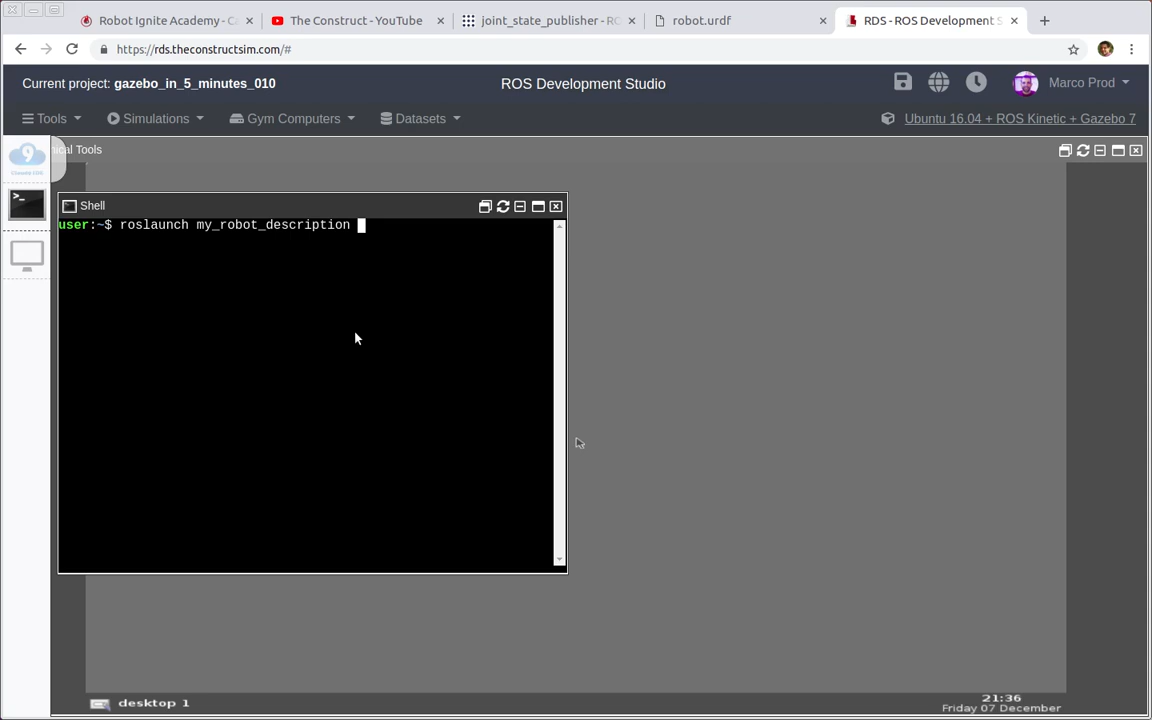 Robot Ignite Academy - C
The Construct - YouTube
joint_state_publisher - RO
robot.urdf
RDS - ROS Development S
https://rds.theconstructsim.com/#
Current project: gazebo_in_5_minutes_010
ROS Development Studio
Marco Prod
Tools
Simulations
Gym Computers
Datasets
Ubuntu 16.04 + ROS Kinetic + Gazebo 7
ical Tools
Shell
user:~$ roslaunch my_robot_description
desktop 1
21:36
Friday 07 December